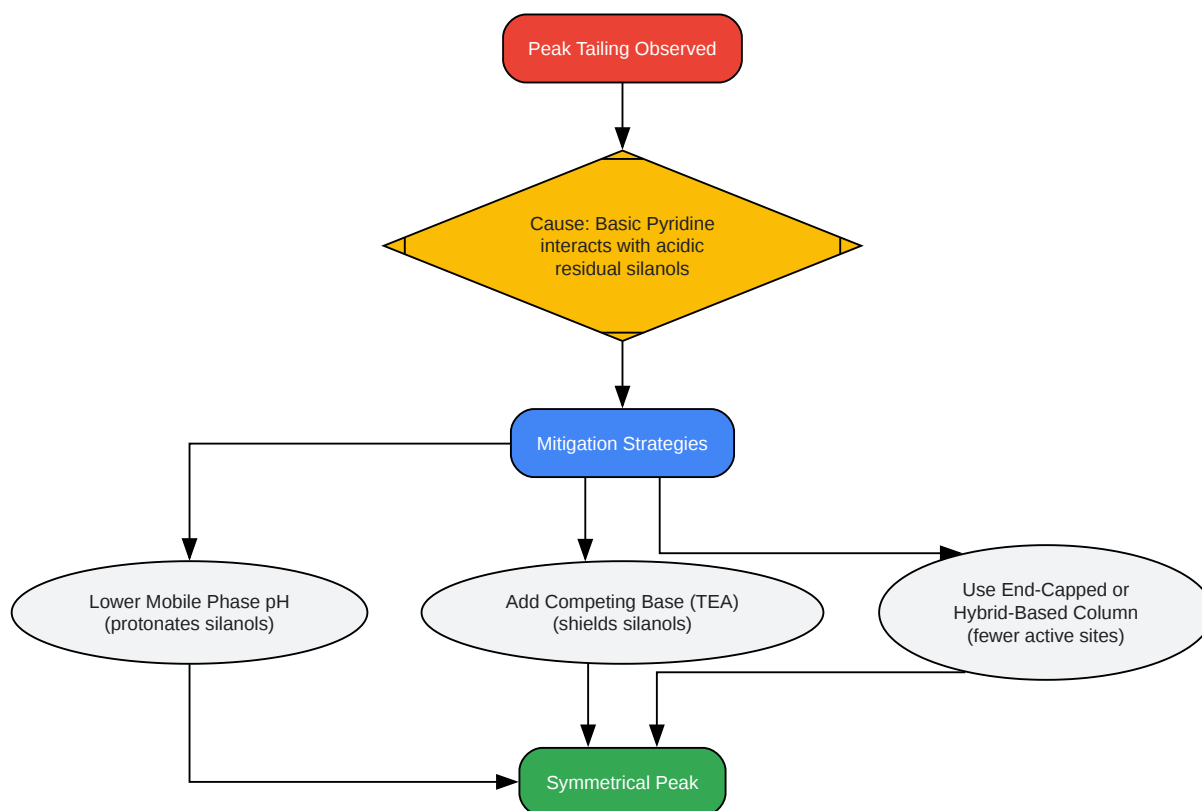 Peak Tailing Observed
Cause: Basic Pyridine
interacts with acidic
residual silanols
Mitigation Strategies
Lower Mobile Phase pH
(protonates silanols)
Add Competing Base (TEA)
(shields silanols)
Use End-Capped or
Hybrid-Based Column
(fewer active sites)
Symmetrical Peak